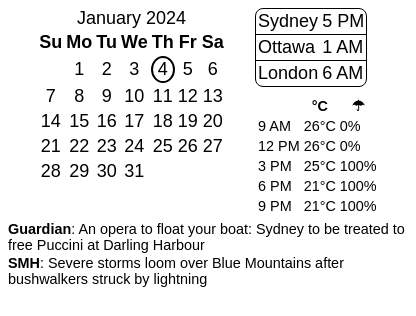 January 2024
Su Mo Tu We Th Fr Sa
1 2 3 4 5 6
7 8 9 10 11 12 13
14 15 16 17 18 19 20
21 22 23 24 25 26 27
28 29 30 31
Sydney 5 PM
Ottawa 1 AM
London 6 AM
°C ☂
9 AM 26°C 0%
12 PM 26°C 0%
3 PM 25°C 100%
6 PM 21°C 100%
9 PM 21°C 100%
Guardian: An opera to float your boat: Sydney to be treated to
free Puccini at Darling Harbour
SMH: Severe storms loom over Blue Mountains after
bushwalkers struck by lightning